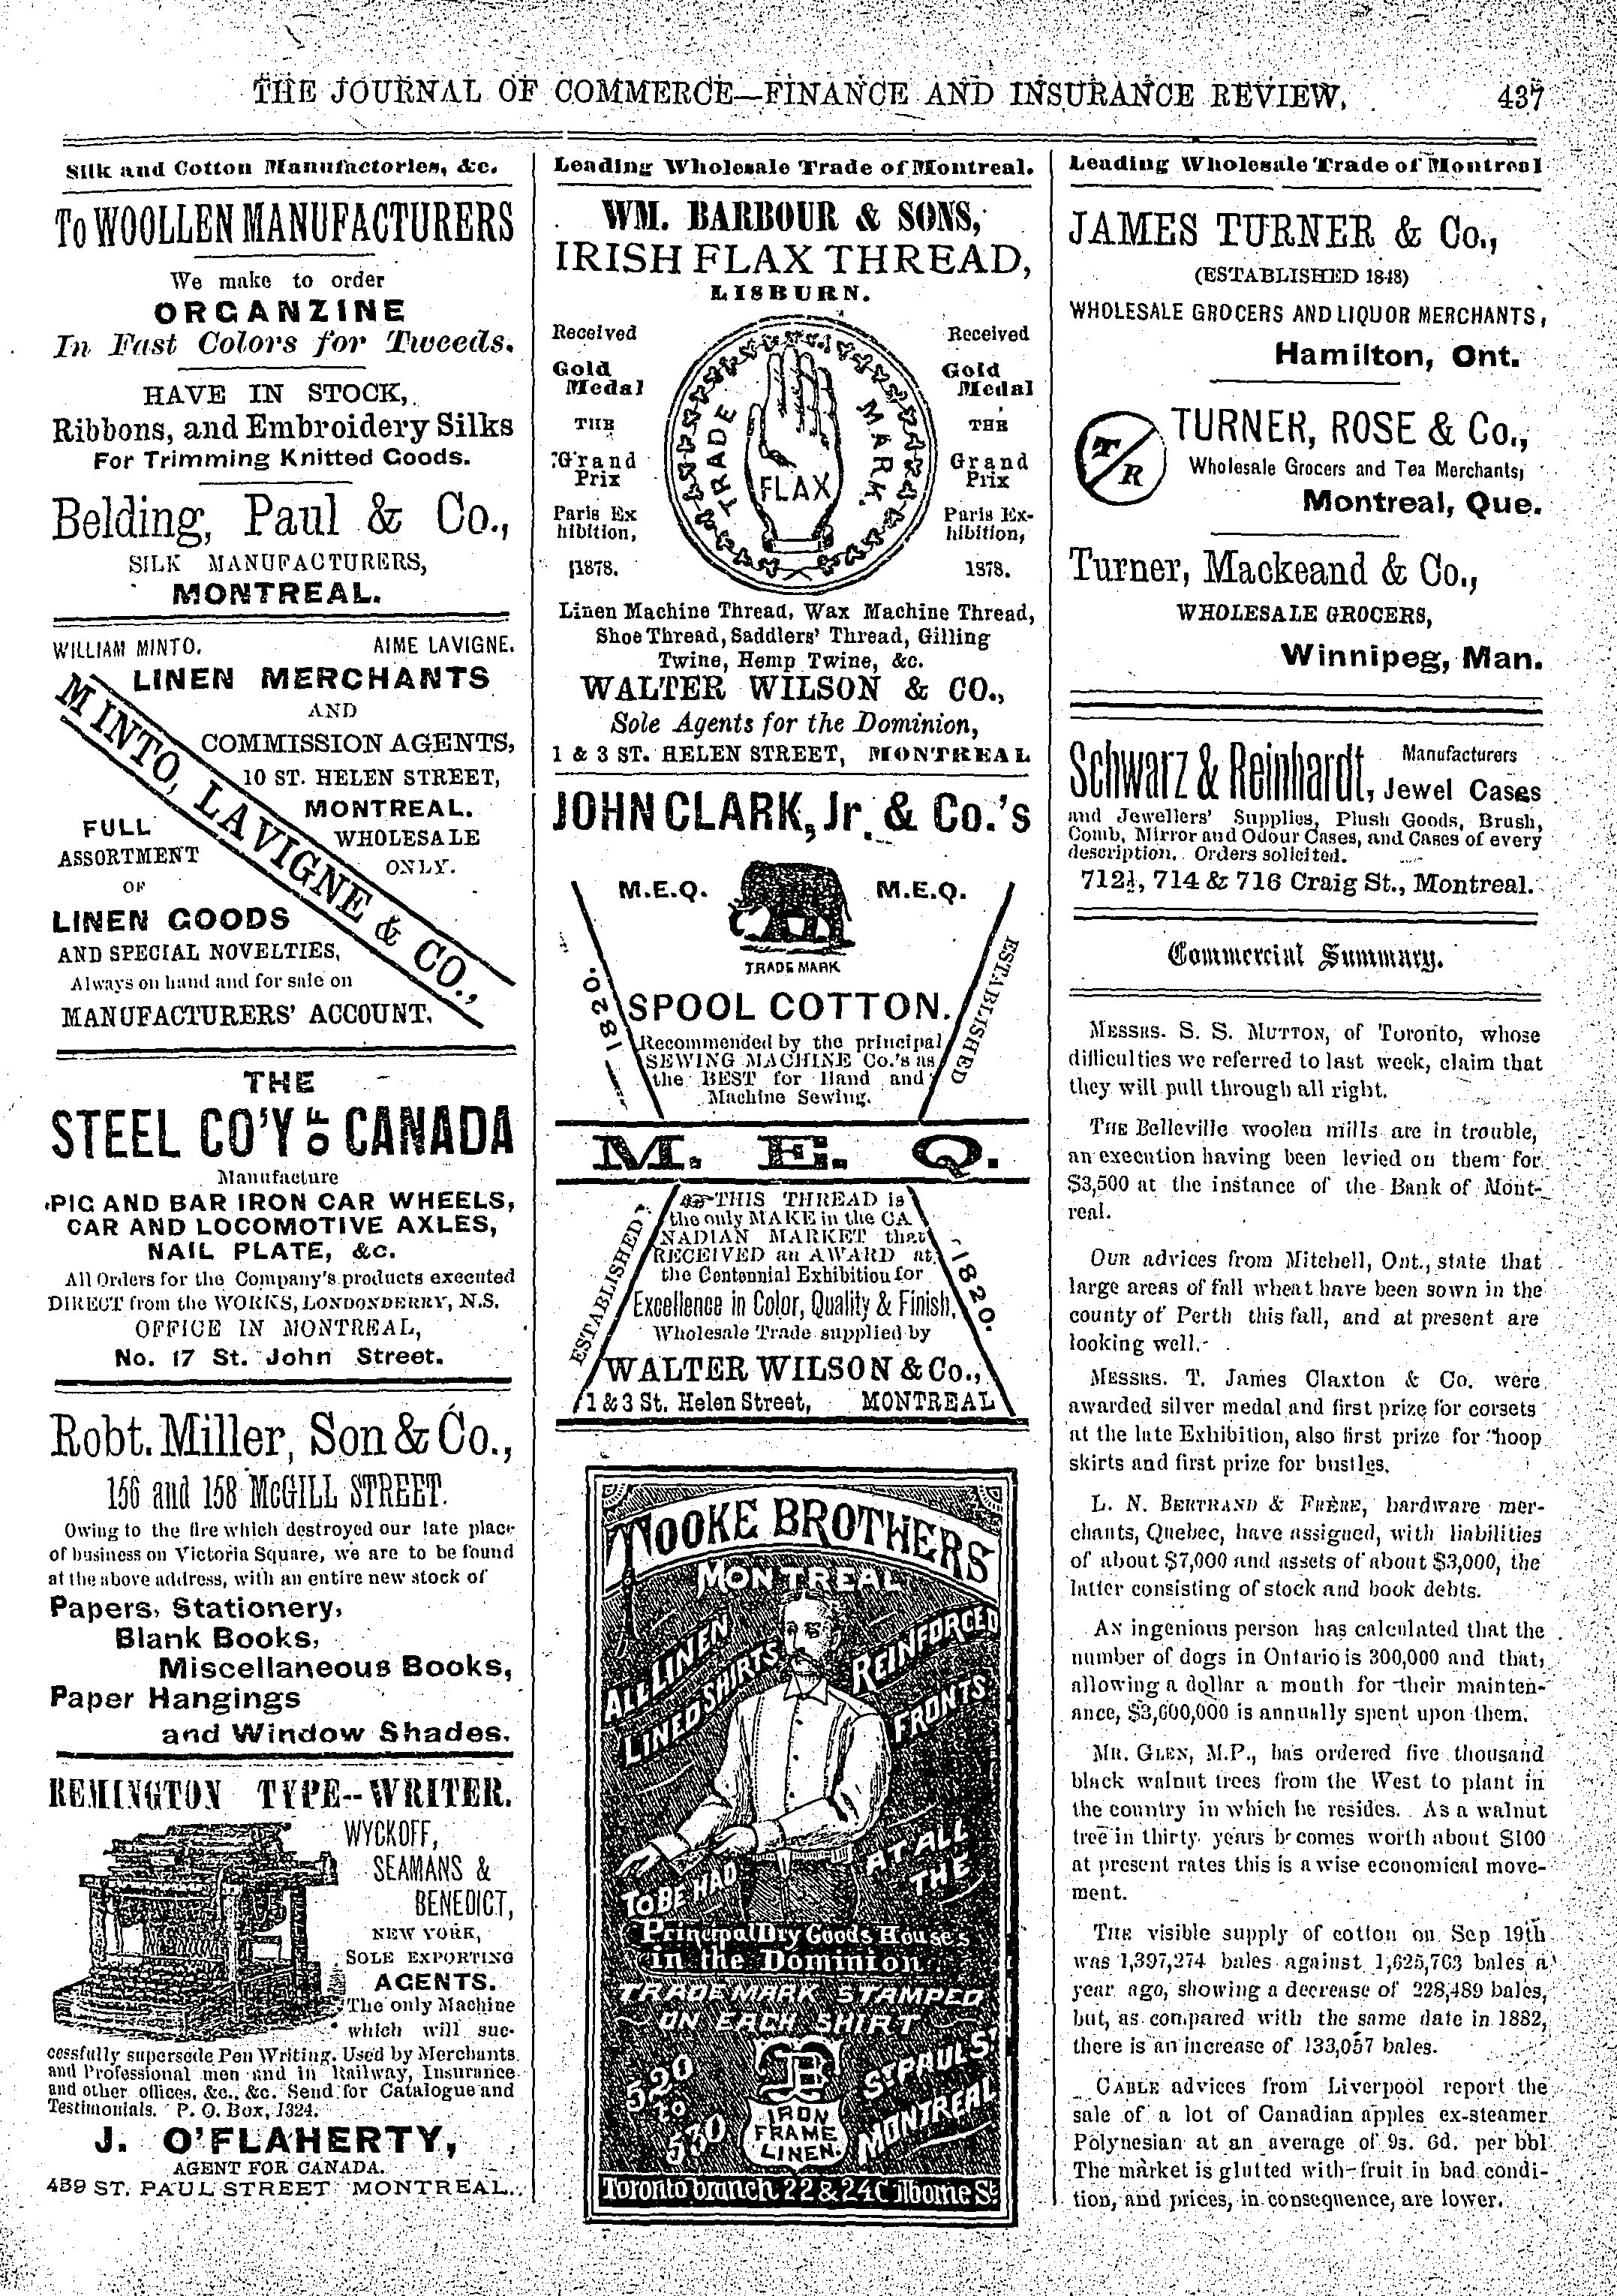 THE JOURNAL OF COMMERCE—FINANCE AND INSURANCE REVIEW. 437
Silk and Cotton Manufactories, &c.
To WOOLLEN MANUFACTURERS
We make to order
ORGANZINE
In Fast Colors for Tweeds.
HAVE IN STOCK,
Ribbons, and Embroidery Silks
For Trimming Knitted Goods.
Belding, Paul & Co.,
SILK MANUFACTURERS,
MONTREAL.
WILLIAM MINTO. AIME LAVIGNE.
LINEN MERCHANTS
AND
COMMISSION AGENTS,
10 ST. HELEN STREET,
MONTREAL.
WHOLESALE
ONLY.
MINTO, LAVIGNE & CO.,
FULL
ASSORTMENT
OF
LINEN GOODS
AND SPECIAL NOVELTIES,
Always on hand and for sale on
MANUFACTURERS' ACCOUNT.
THE
STEEL CO'Y OF CANADA
Manufacture
PIG AND BAR IRON CAR WHEELS,
CAR AND LOCOMOTIVE AXLES,
NAIL PLATE, &c.
All Orders for the Company's products executed
DIRECT from the WORKS, LONDONDERRY, N.S.
OFFICE IN MONTREAL,
No. 17 St. John Street.
Robt. Miller, Son & Co.,
156 and 158 McGILL STREET.
Owing to the fire which destroyed our late place
of business on Victoria Square, we are to be found
at the above address, with an entire new stock of
Papers, Stationery,
Blank Books,
Miscellaneous Books,
Paper Hangings
and Window Shades.
REMINGTON TYPE--WRITER.
WYCKOFF,
SEAMANS &
BENEDICT,
NEW YORK,
SOLE EXPORTING
AGENTS.
The only Machine
which will suc-
cessfully supersede Pen Writing. Used by Merchants
and Professional men and in Railway, Insurance
and other offices, &c., &c. Send for Catalogue and
Testimonials. P. O. Box, 1324.
J. O'FLAHERTY,
AGENT FOR CANADA.
459 ST. PAUL STREET MONTREAL.
Leading Wholesale Trade of Montreal.
WM. BARBOUR & SONS,
IRISH FLAX THREAD,
LISBURN.
Received
Gold
Medal
THE
Grand
Prix
Paris Ex
hibition,
1878.
TRADE MARK.
FLAX
Received
Gold
Medal
THE
Grand
Prix
Paris Ex-
hibition,
1878.
Linen Machine Thread, Wax Machine Thread,
Shoe Thread, Saddlers' Thread, Gilling
Twine, Hemp Twine, &c.
WALTER WILSON & CO.,
Sole Agents for the Dominion,
1 & 3 ST. HELEN STREET, MONTREAL
JOHN CLARK, Jr. & Co.'s
M.E.Q. M.E.Q.
TRADE MARK
SPOOL COTTON.
ESTABLISHED
1820.
Recommended by the principal
SEWING MACHINE Co.'s as
the BEST for Hand and
Machine Sewing.
M. E. Q.
THIS THREAD is
the only MAKE in the CA
NADIAN MARKET that
RECEIVED an AWARD at
the Centennial Exhibition for
Excellence in Color, Quality & Finish.
ESTABLISHED
1820.
Wholesale Trade supplied by
WALTER WILSON & Co.,
1 & 3 St. Helen Street, MONTREAL
TOOKE BROTHERS
MONTREAL
ALL LINEN
LINED SHIRTS
REINFORCED
FRONTS
TO BE HAD
AT ALL
THE
Principal Dry Goods Houses
in the Dominion
TRADE MARK STAMPED
ON EACH SHIRT
520
TO
530
ST PAUL ST
MONTREAL
TB
IRON
FRAME
LINEN.
Toronto branch 22 & 24 Colborne St
Leading Wholesale Trade of Montreal
JAMES TURNER & Co.,
(ESTABLISHED 1848)
WHOLESALE GROCERS AND LIQUOR MERCHANTS,
Hamilton, Ont.
T/R
TURNER, ROSE & Co.,
Wholesale Grocers and Tea Merchants,
Montreal, Que.
Turner, Mackeand & Co.,
WHOLESALE GROCERS,
Winnipeg, Man.
Schwarz & Reinhardt, Manufacturers
Jewel Cases
and Jewellers' Supplies, Plush Goods, Brush,
Comb, Mirror and Odour Cases, and Cases of every
description. Orders solicited.
712½, 714 & 716 Craig St., Montreal.
Commercial Summary.
MESSRS. S. S. MUTTON, of Toronto, whose
difficulties we referred to last week, claim that
they will pull through all right.
THE Belleville woolen mills are in trouble,
an execution having been levied on them for
$3,500 at the instance of the Bank of Mont-
real.
OUR advices from Mitchell, Ont., state that
large areas of fall wheat have been sown in the
county of Perth this fall, and at present are
looking well.
MESSRS. T. James Claxton & Co. were
awarded silver medal and first prize for corsets
at the late Exhibition, also first prize for hoop
skirts and first prize for bustles.
L. N. BERTRAND & FRÈRE, hardware mer-
chants, Quebec, have assigned, with liabilities
of about $7,000 and assets of about $3,000, the
latter consisting of stock and book debts.
AN ingenious person has calculated that the
number of dogs in Ontario is 300,000 and that,
allowing a dollar a month for their mainten-
ance, $3,600,000 is annually spent upon them.
MR. GLEN, M.P., has ordered five thousand
black walnut trees from the West to plant in
the country in which he resides. As a walnut
tree in thirty years becomes worth about $100
at present rates this is a wise economical move-
ment.
THE visible supply of cotton on Sep 19th
was 1,397,274 bales against 1,625,763 bales a
year ago, showing a decrease of 228,489 bales,
but, as compared with the same date in 1882,
there is an increase of 133,057 bales.
CABLE advices from Liverpool report the
sale of a lot of Canadian apples ex-steamer
Polynesian at an average of 9s. 6d. per bbl
The market is glutted with fruit in bad condi-
tion, and prices, in consequence, are lower.